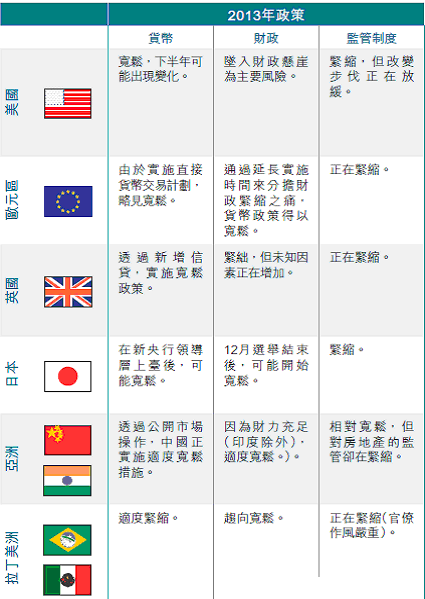 2013年政策
貨幣
財政
監管制度
美國
寬鬆，下半年可
能出現變化。
墜入財政懸崖
為主要風險。
緊縮，但改變
步伐正在放
緩。
歐元區
由於實施直接
貨幣交易計劃，
略見寬鬆。
通過延長實施
時間來分擔財
政緊縮之痛，
貨幣政策得以
寬鬆。
正在緊縮。
英國
透過新增信
貸，實施寬鬆
政策。
緊絀，但未知因
素正在增加。
正在緊縮。
日本
在新央行領導
層上臺後，可
能寬鬆。
12月選舉結束
後，可能開始
寬鬆。
緊縮。
亞洲
透過公開市場
操作，中國正
實施適度寬鬆
措施。
因為財力充足
（印度除外），
適度寬鬆。）。
相對寬鬆，但
對房地產的監
管卻在緊縮。
拉丁美洲
適度緊縮。
趨向寬鬆。
正在緊縮（官僚
作風嚴重）。